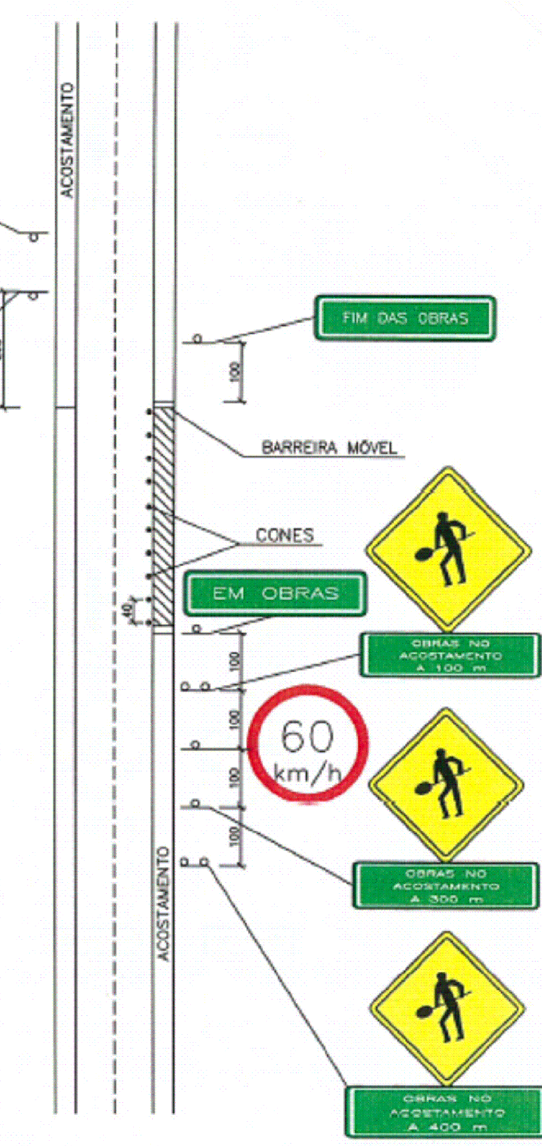 ACOSTAMENTO
FIM DAS OBRAS
100
BARREIRA MÓVEL
CONES
EM OBRAS
40
100
OBRAS NO
ACOSTAMENTO
A 100 m
100
60
km/h
100
100
OBRAS NO
ACOSTAMENTO
A 300 m
ACOSTAMENTO
OBRAS NO
ACOSTAMENTO
A 400 m